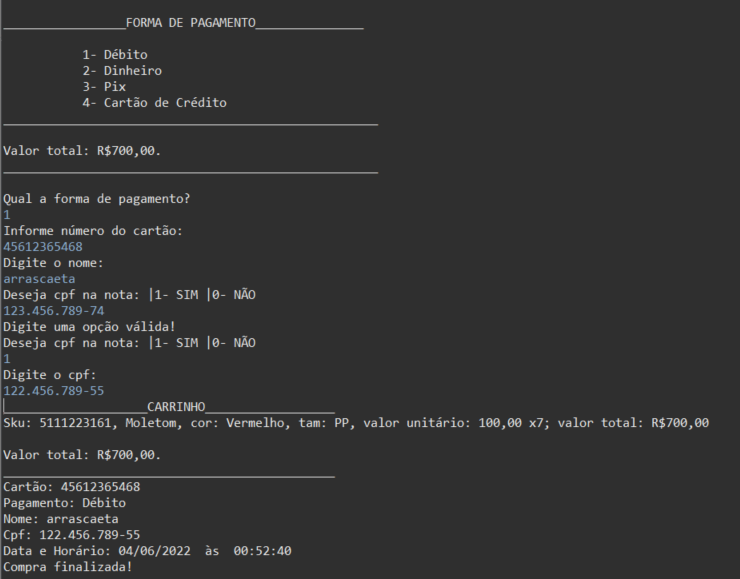 _________________FORMA DE PAGAMENTO_______________
1- Débito
2- Dinheiro
3- Pix
4- Cartão de Crédito
____________________________________________________
Valor total: R$700,00.
____________________________________________________
Qual a forma de pagamento?
1
Informe número do cartão:
45612365468
Digite o nome:
arrascaeta
Deseja cpf na nota: |1- SIM |0- NÃO
123.456.789-74
Digite uma opção válida!
Deseja cpf na nota: |1- SIM |0- NÃO
1
Digite o cpf:
122.456.789-55
____________________CARRINHO__________________
Sku: 5111223161, Moletom, cor: Vermelho, tam: PP, valor unitário: 100,00 x7; valor total: R$700,00
Valor total: R$700,00.
______________________________________________
Cartão: 45612365468
Pagamento: Débito
Nome: arrascaeta
Cpf: 122.456.789-55
Data e Horário: 04/06/2022  às  00:52:40
Compra finalizada!